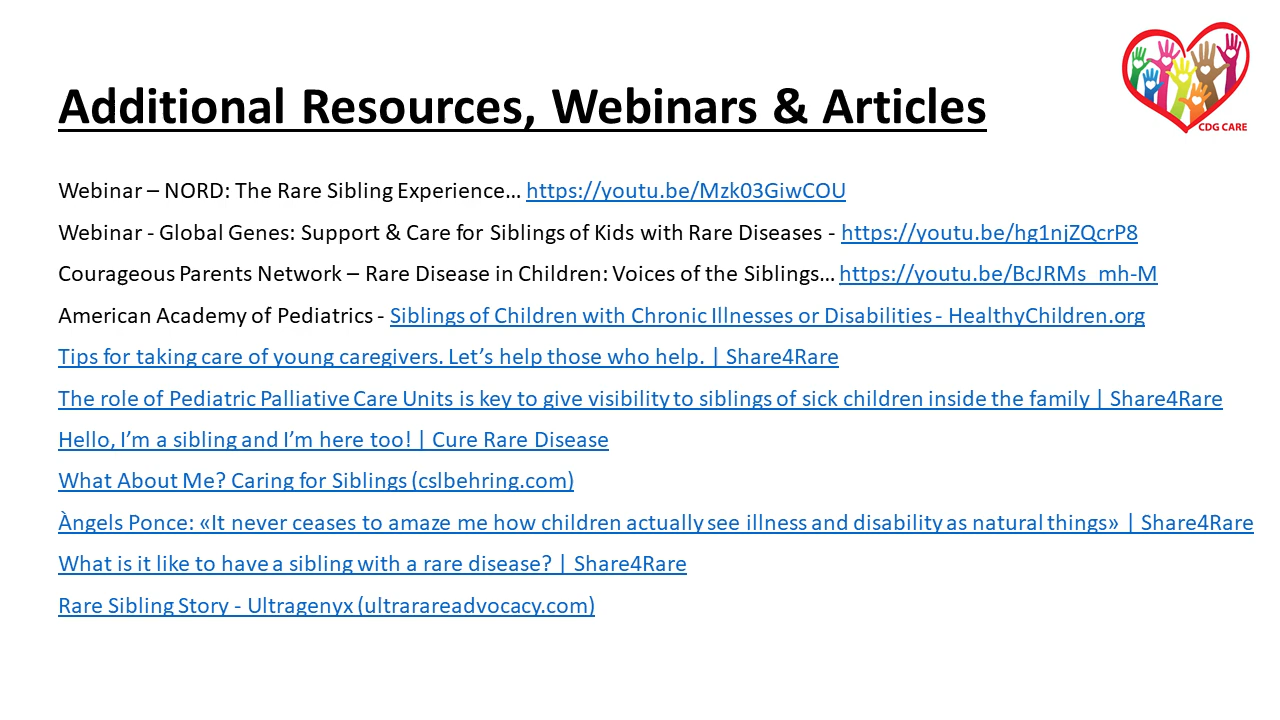 CDG CARE
Additional Resources, Webinars & Articles
Webinar – NORD: The Rare Sibling Experience… https://youtu.be/Mzk03GiwCOU
Webinar - Global Genes: Support & Care for Siblings of Kids with Rare Diseases - https://youtu.be/hg1njZQcrP8
Courageous Parents Network – Rare Disease in Children: Voices of the Siblings… https://youtu.be/BcJRMs_mh-M
American Academy of Pediatrics - Siblings of Children with Chronic Illnesses or Disabilities - HealthyChildren.org
Tips for taking care of young caregivers. Let’s help those who help. | Share4Rare
The role of Pediatric Palliative Care Units is key to give visibility to siblings of sick children inside the family | Share4Rare
Hello, I’m a sibling and I’m here too! | Cure Rare Disease
What About Me? Caring for Siblings (cslbehring.com)
Àngels Ponce: «It never ceases to amaze me how children actually see illness and disability as natural things» | Share4Rare
What is it like to have a sibling with a rare disease? | Share4Rare
Rare Sibling Story - Ultragenyx (ultrarareadvocacy.com)